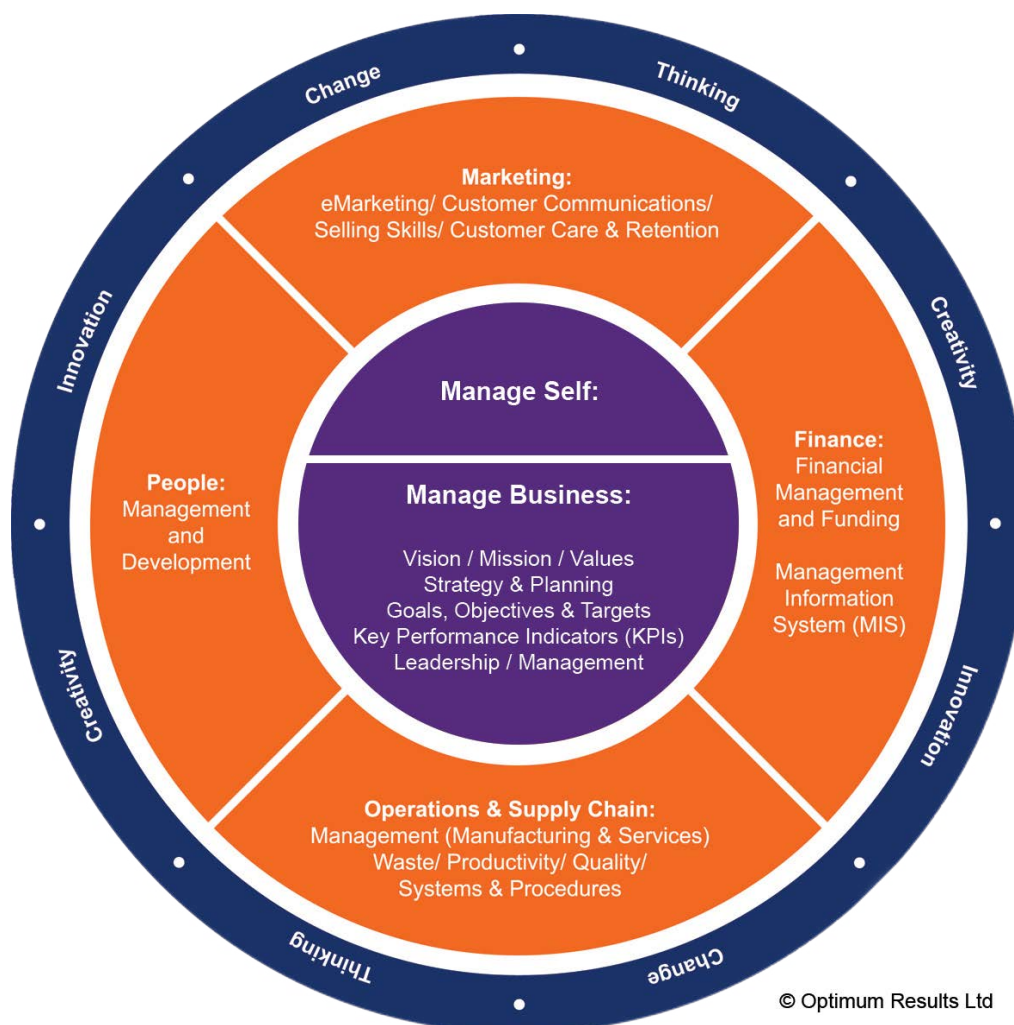 Change
Thinking
Marketing:
eMarketing/ Customer Communications/
Selling Skills/ Customer Care & Retention
Innovation
Creativity
Manage Self:
People:
Management
and
Development
Manage Business:
Vision / Mission / Values
Strategy & Planning
Goals, Objectives & Targets
Key Performance Indicators (KPIs)
Leadership / Management
Finance:
Financial
Management
and Funding
Management
Information
System (MIS)
Creativity
Innovation
Operations & Supply Chain:
Management (Manufacturing & Services)
Waste/ Productivity/ Quality/
Systems & Procedures
Thinking
Change
© Optimum Results Ltd